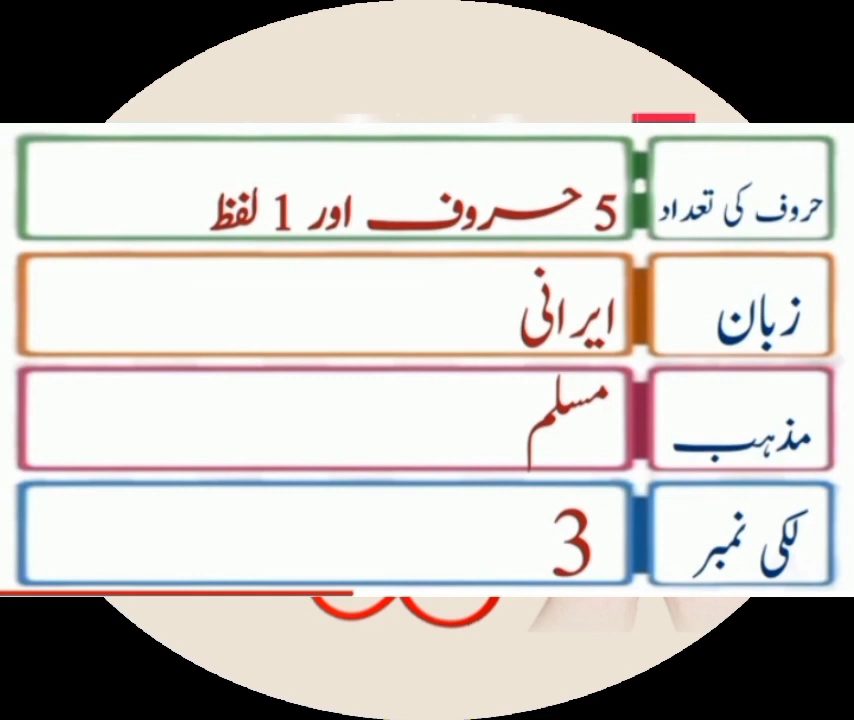 حروف کی تعداد 5 حروف اور 1 لفظ
زبان ایرانی
مذہب مسلم
لکی نمبر 3